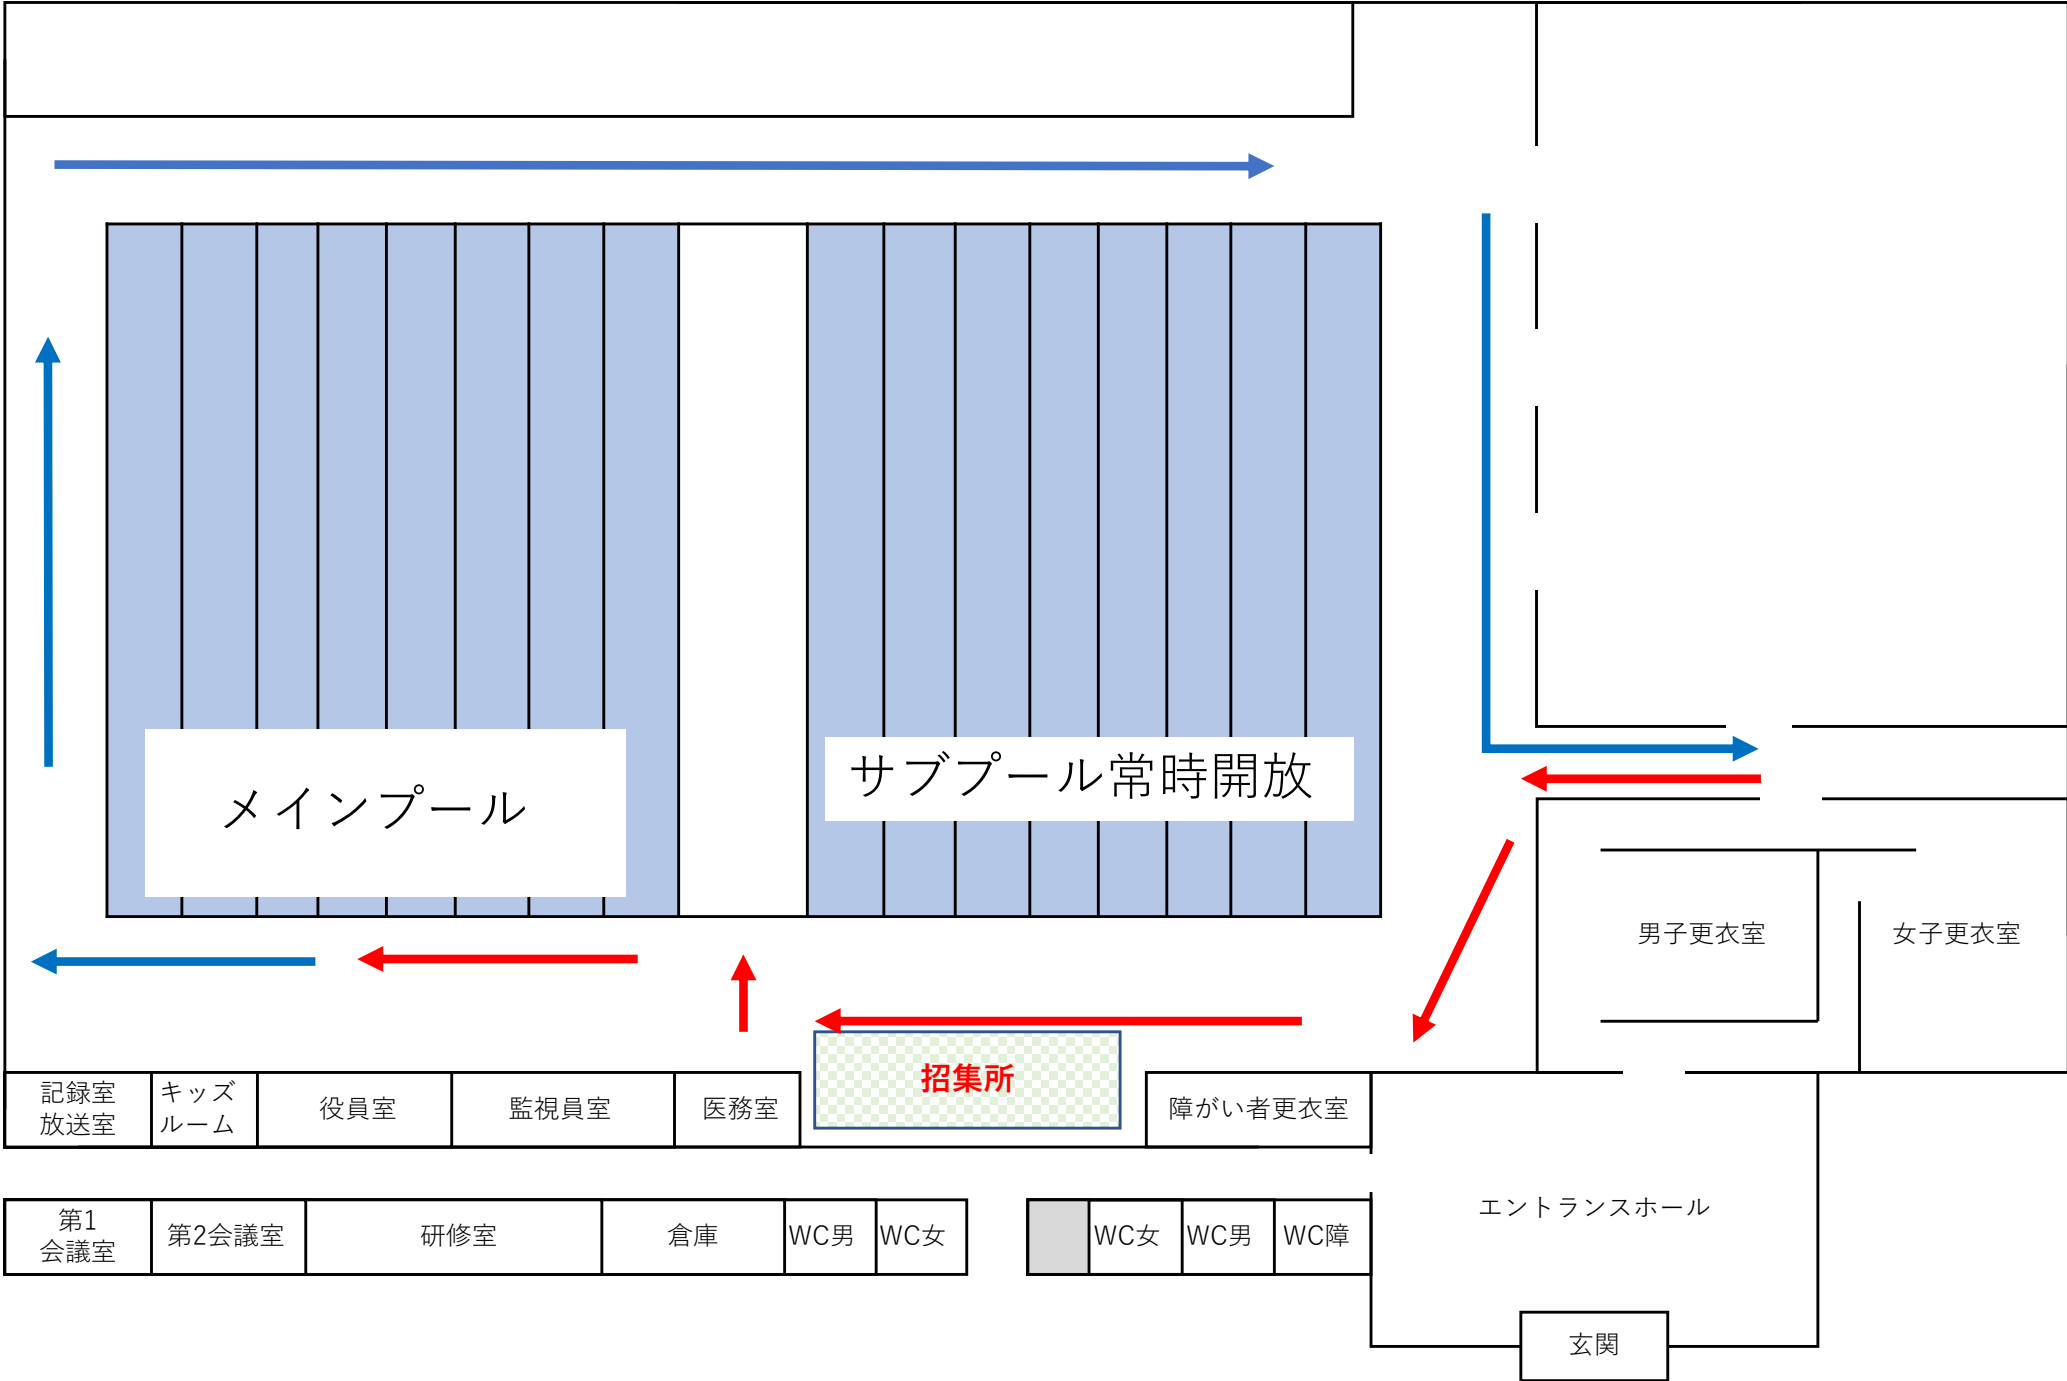 メインプール
サブプール常時開放
男子更衣室
女子更衣室
招集所
記録室
放送室
キッズ
ルーム
役員室
監視員室
医務室
障がい者更衣室
第1
会議室
第2会議室
研修室
倉庫
WC男
WC女
WC女
WC男
WC障
エントランスホール
玄関